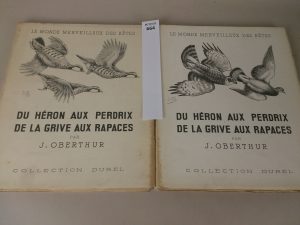 LE MONDE MERVEILLEUX DES BÊTES
DU HÉRON AUX PERDRIX
DE LA GRIVE AUX RAPACES
PAR
J. OBERTHUR
COLLECTION DUREL
864
LE MONDE MERVEILLEUX DES BÊTES
DU HÉRON AUX PERDRIX
DE LA GRIVE AUX RAPACES
PAR
J. OBERTHUR
COLLECTION DUREL